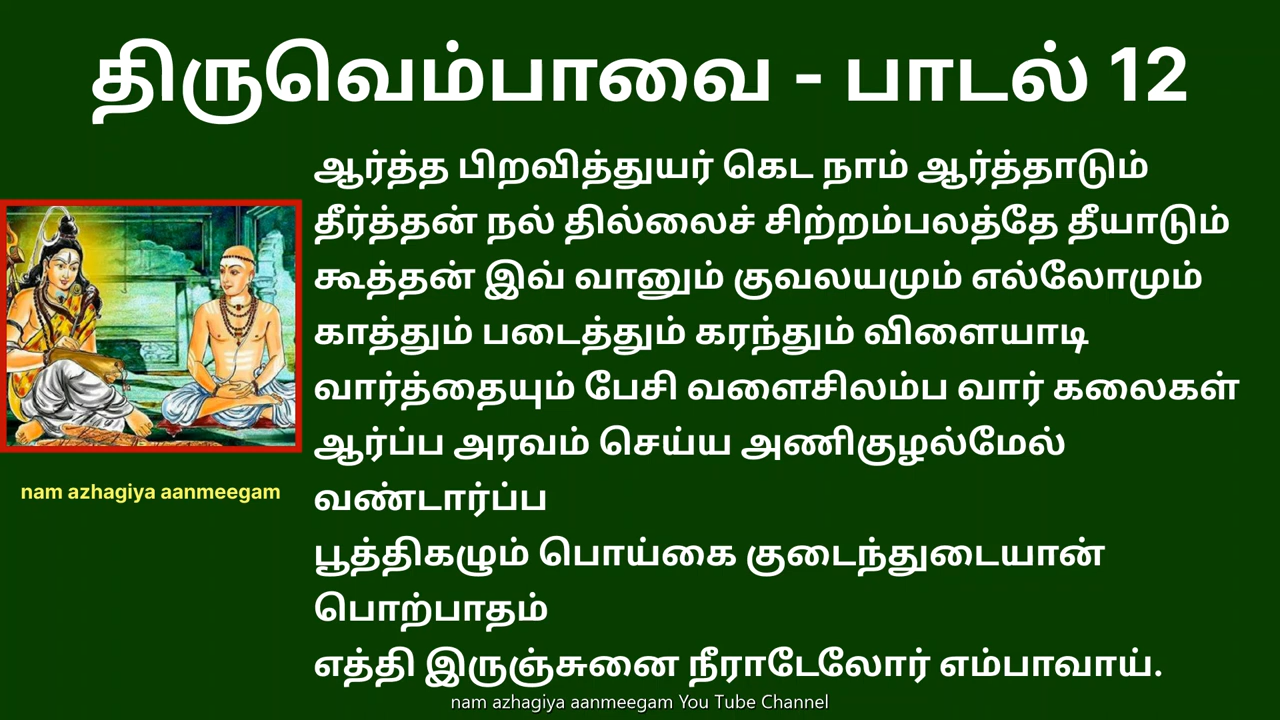 திருவெம்பாவை - பாடல் 12
ஆர்த்த பிறவித்துயர் கெட நாம் ஆர்த்தாடும்
தீர்த்தன் நல் தில்லைச் சிற்றம்பலத்தே தீயாடும்
கூத்தன் இவ் வானும் குவலயமும் எல்லோமும்
காத்தும் படைத்தும் கரந்தும் விளையாடி
வார்த்தையும் பேசி வளைசிலம்ப வார் கலைகள்
ஆர்ப்ப அரவம் செய்ய அணிகுழல்மேல்
வண்டார்ப்ப
பூத்திகழும் பொய்கை குடைந்துடையான்
பொற்பாதம்
எத்தி இருஞ்சுனை நீராடேலோர் எம்பாவாய்.
nam azhagiya aanmeegam
nam azhagiya aanmeegam You Tube Channel